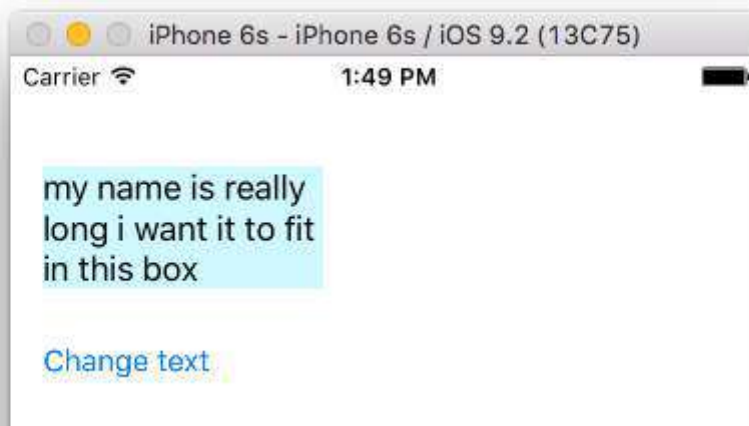 iPhone 6s - iPhone 6s / iOS 9.2 (13C75)
Carrier 1:49 PM
my name is really
long i want it to fit
in this box
Change text